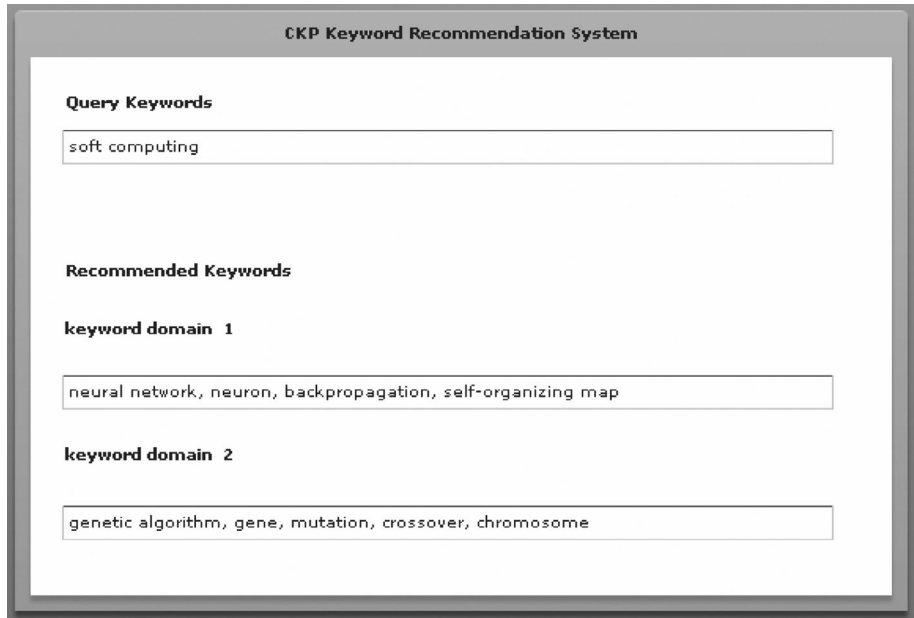 CKP Keyword Recommendation System
Query Keywords
soft computing
Recommended Keywords
keyword domain 1
neural network, neuron, backpropagation, self-organizing map
keyword domain 2
genetic algorithm, gene, mutation, crossover, chromosome